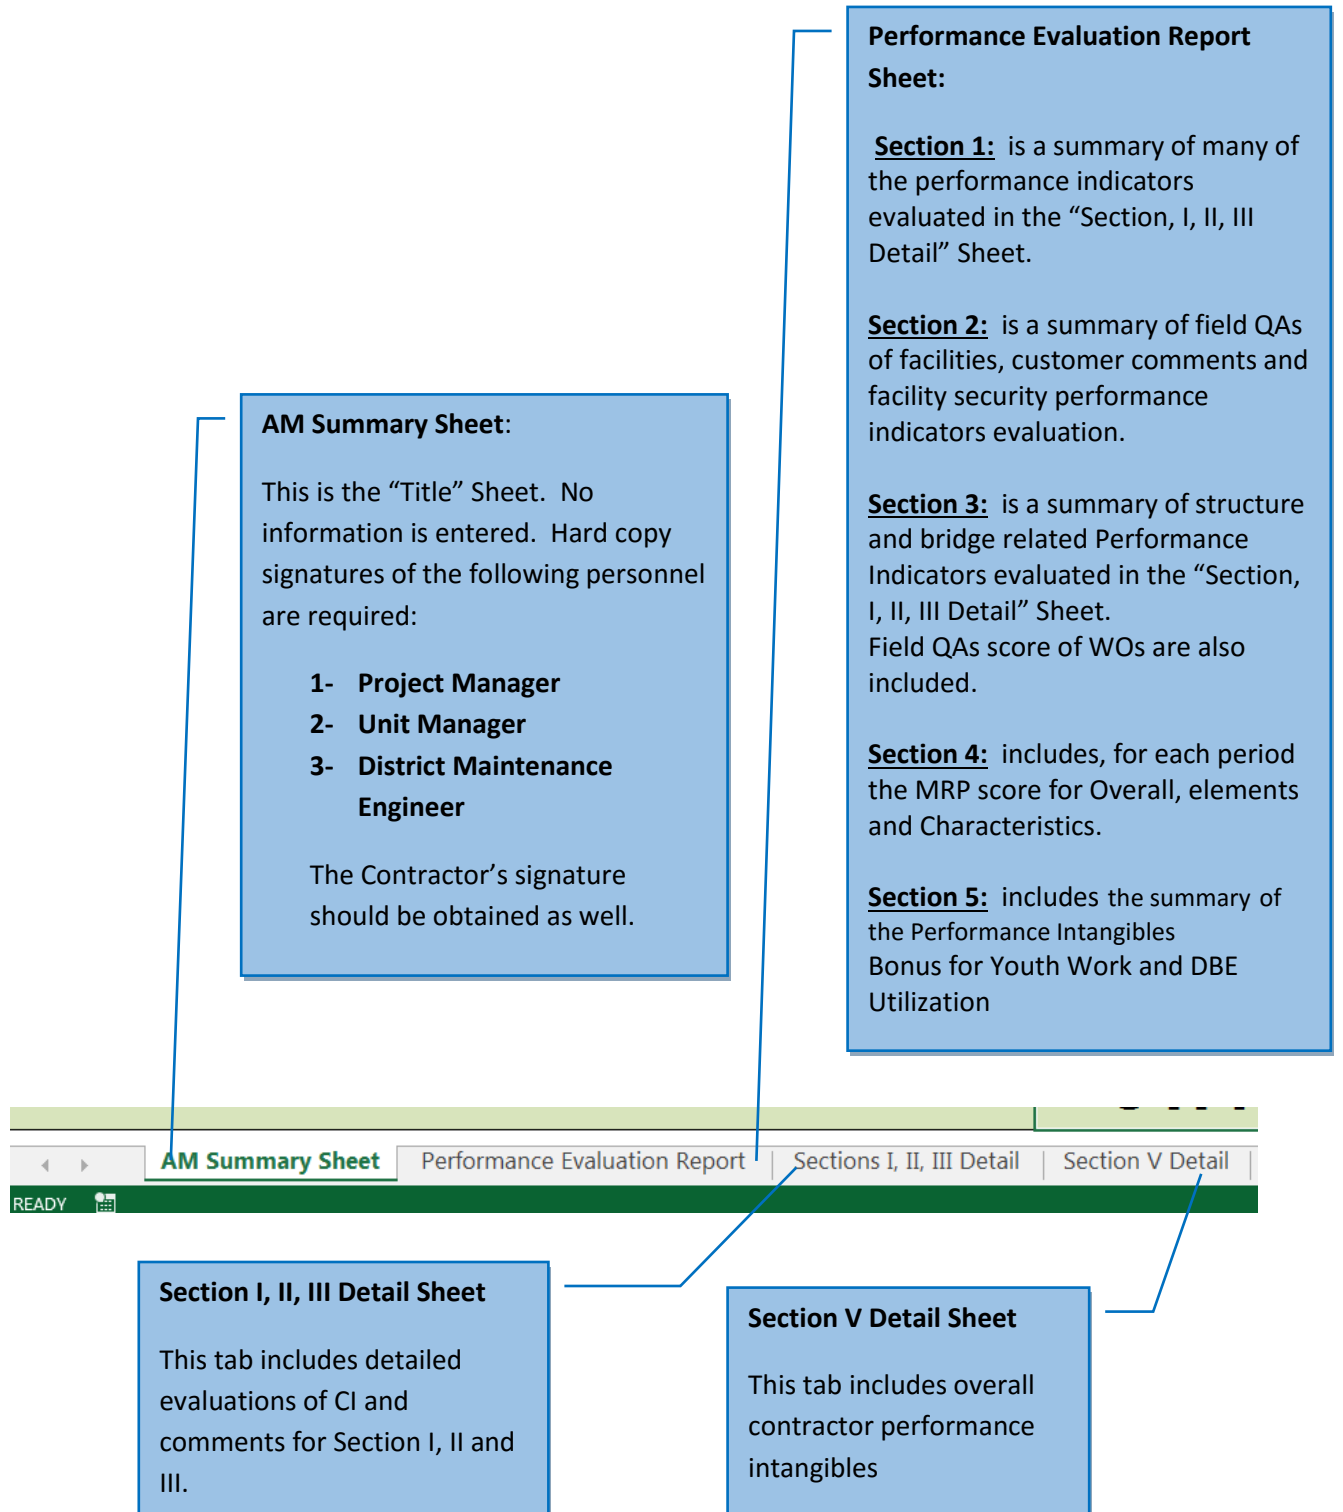 Performance Evaluation Report
Sheet:
Section 1: is a summary of many of
the performance indicators
evaluated in the “Section, I, II, III
Detail” Sheet.
Section 2: is a summary of field QAs
of facilities, customer comments and
facility security performance
indicators evaluation.
Section 3: is a summary of structure
and bridge related Performance
Indicators evaluated in the “Section,
I, II, III Detail” Sheet.
Field QAs score of WOs are also
included.
Section 4: includes, for each period
the MRP score for Overall, elements
and Characteristics.
Section 5: includes the summary of
the Performance Intangibles
Bonus for Youth Work and DBE
Utilization
AM Summary Sheet:
This is the “Title” Sheet. No
information is entered. Hard copy
signatures of the following personnel
are required:
1- Project Manager
2- Unit Manager
3- District Maintenance
Engineer
The Contractor’s signature
should be obtained as well.
AM Summary Sheet Performance Evaluation Report Sections I, II, III Detail Section V Detail
READY
Section I, II, III Detail Sheet
This tab includes detailed
evaluations of CI and
comments for Section I, II and
III.
Section V Detail Sheet
This tab includes overall
contractor performance
intangibles